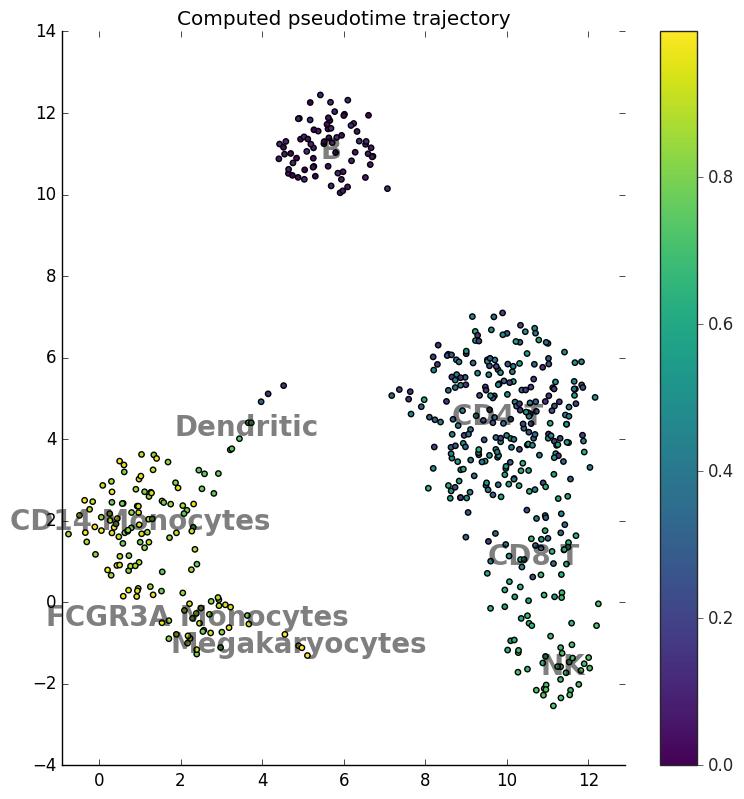 Computed pseudotime trajectory
14
12
10
8
6
4
2
0
−2
−4
0 2 4 6 8 10 12
0.8
0.6
0.4
0.2
0.0
B
Dendritic
CD4 T
CD14 Monocytes
CD8 T
FCGR3A Monocytes
Megakaryocytes
NK